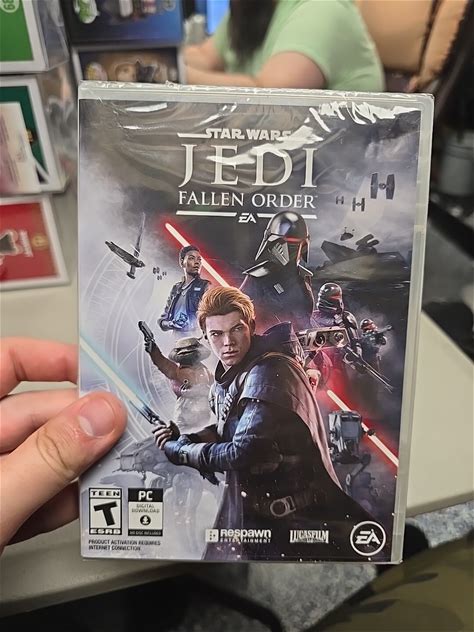 STAR WARS
JEDI
FALLEN ORDER
EA
TEEN
T
ESRB
PC
DIGITAL
DOWNLOAD
NO DISC INCLUDED
PRODUCT ACTIVATION REQUIRES
INTERNET CONNECTION
Respawn
ENTERTAINMENT
LUCASFILM
EA